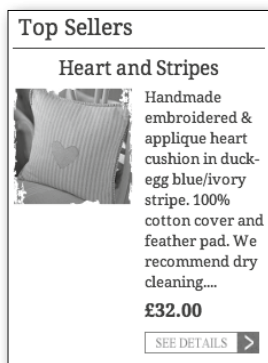 Top Sellers
Heart and Stripes
Handmade
embroidered &
applique heart
cushion in duck-
egg blue/ivory
stripe. 100%
cotton cover and
feather pad. We
recommend dry
cleaning....
£32.00
SEE DETAILS